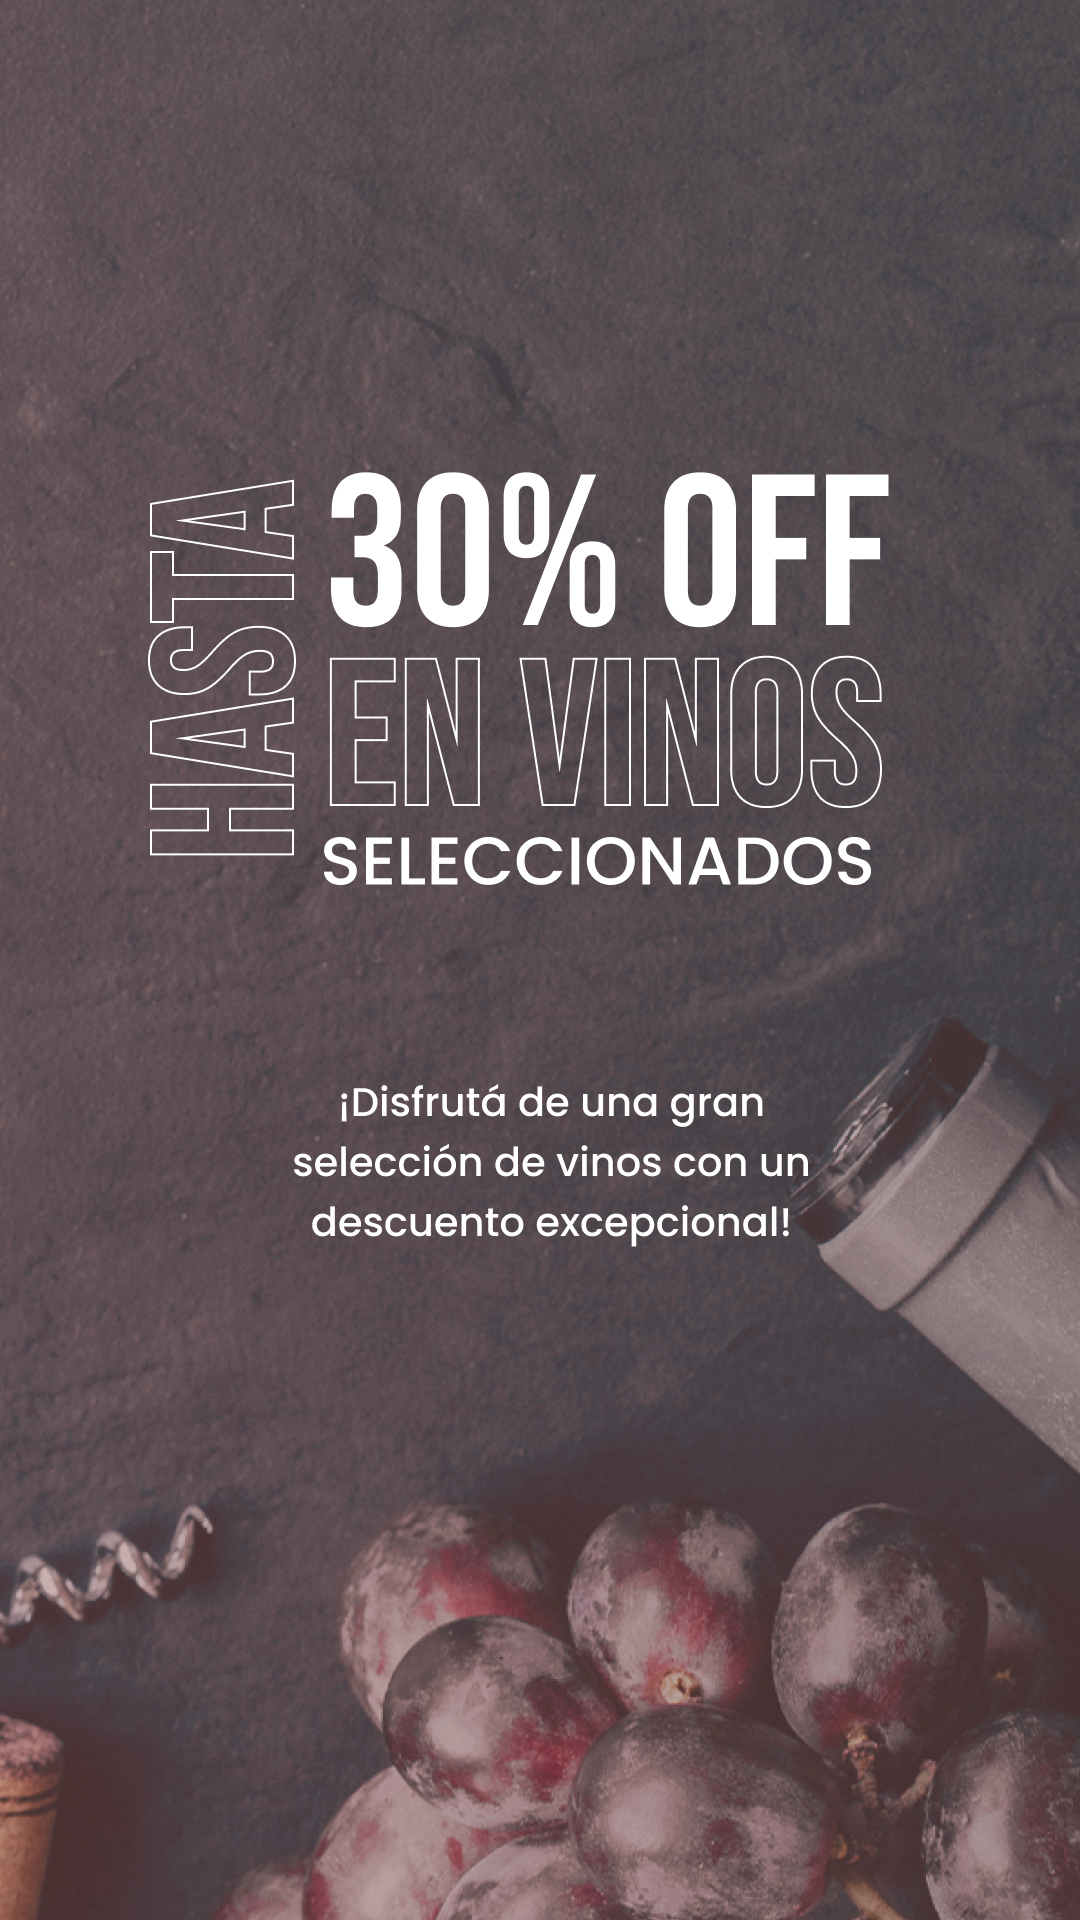 HASTA
30% OFF
EN VINOS
SELECCIONADOS
¡Disfrutá de una gran
selección de vinos con un
descuento excepcional!